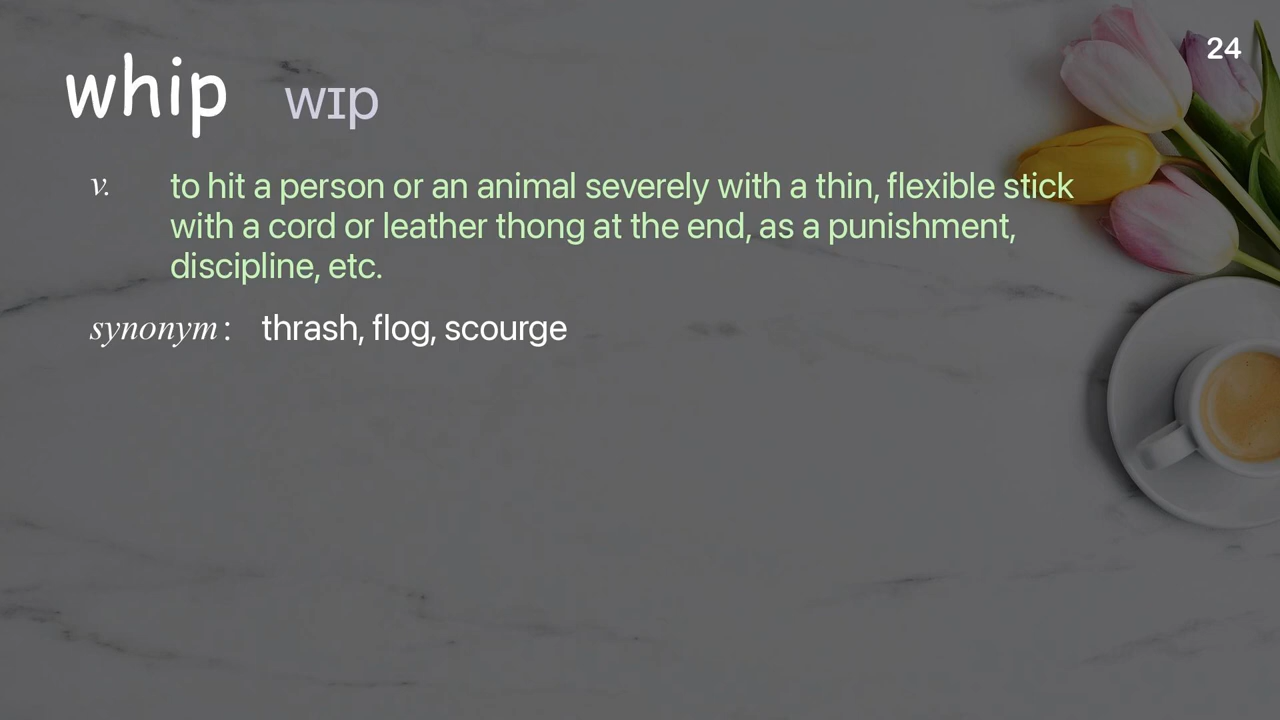 24
whip wɪp
v. to hit a person or an animal severely with a thin, flexible stick
with a cord or leather thong at the end, as a punishment,
discipline, etc.
synonym : thrash, flog, scourge